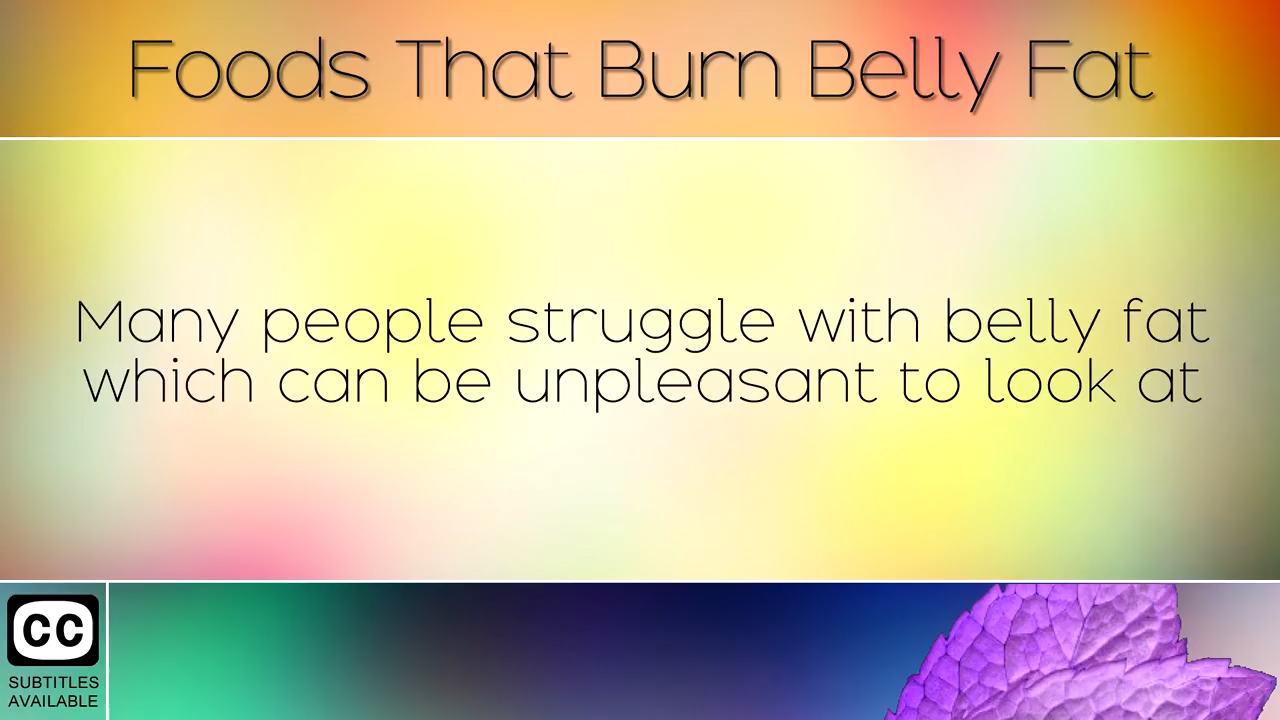 Foods That Burn Belly Fat
Many people struggle with belly fat
which can be unpleasant to look at
CC
SUBTITLES
AVAILABLE